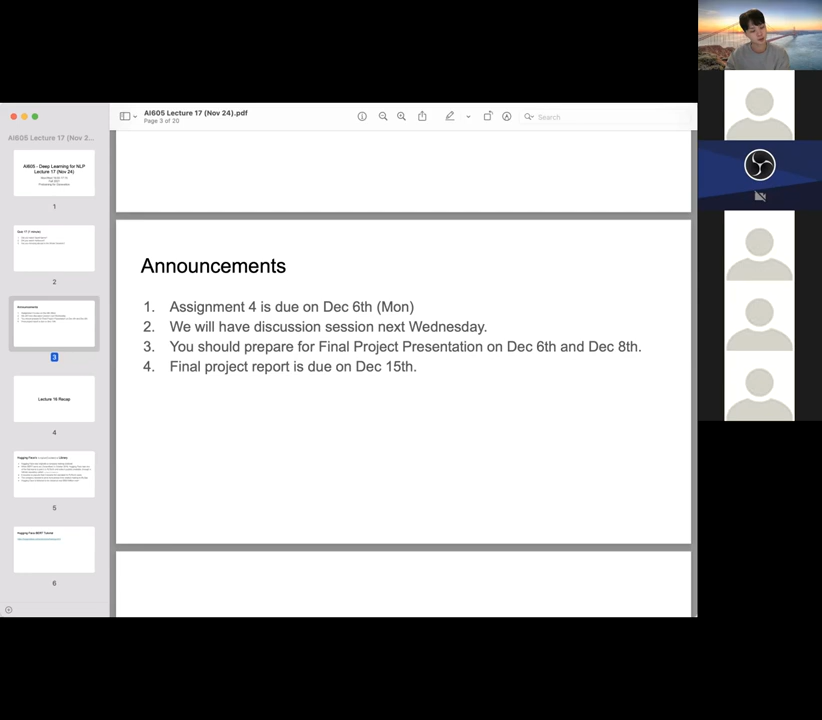 AI605 Lecture 17 (Nov 24).pdf
Page 3 of 20
Search
AI605 Lecture 17 (Nov 2...
AI605 - Deep Learning for NLP
Lecture 17 (Nov 24)
1
2
Announcements
3
Lecture 16 Recap
4
5
6
Announcements
1. Assignment 4 is due on Dec 6th (Mon)
2. We will have discussion session next Wednesday.
3. You should prepare for Final Project Presentation on Dec 6th and Dec 8th.
4. Final project report is due on Dec 15th.